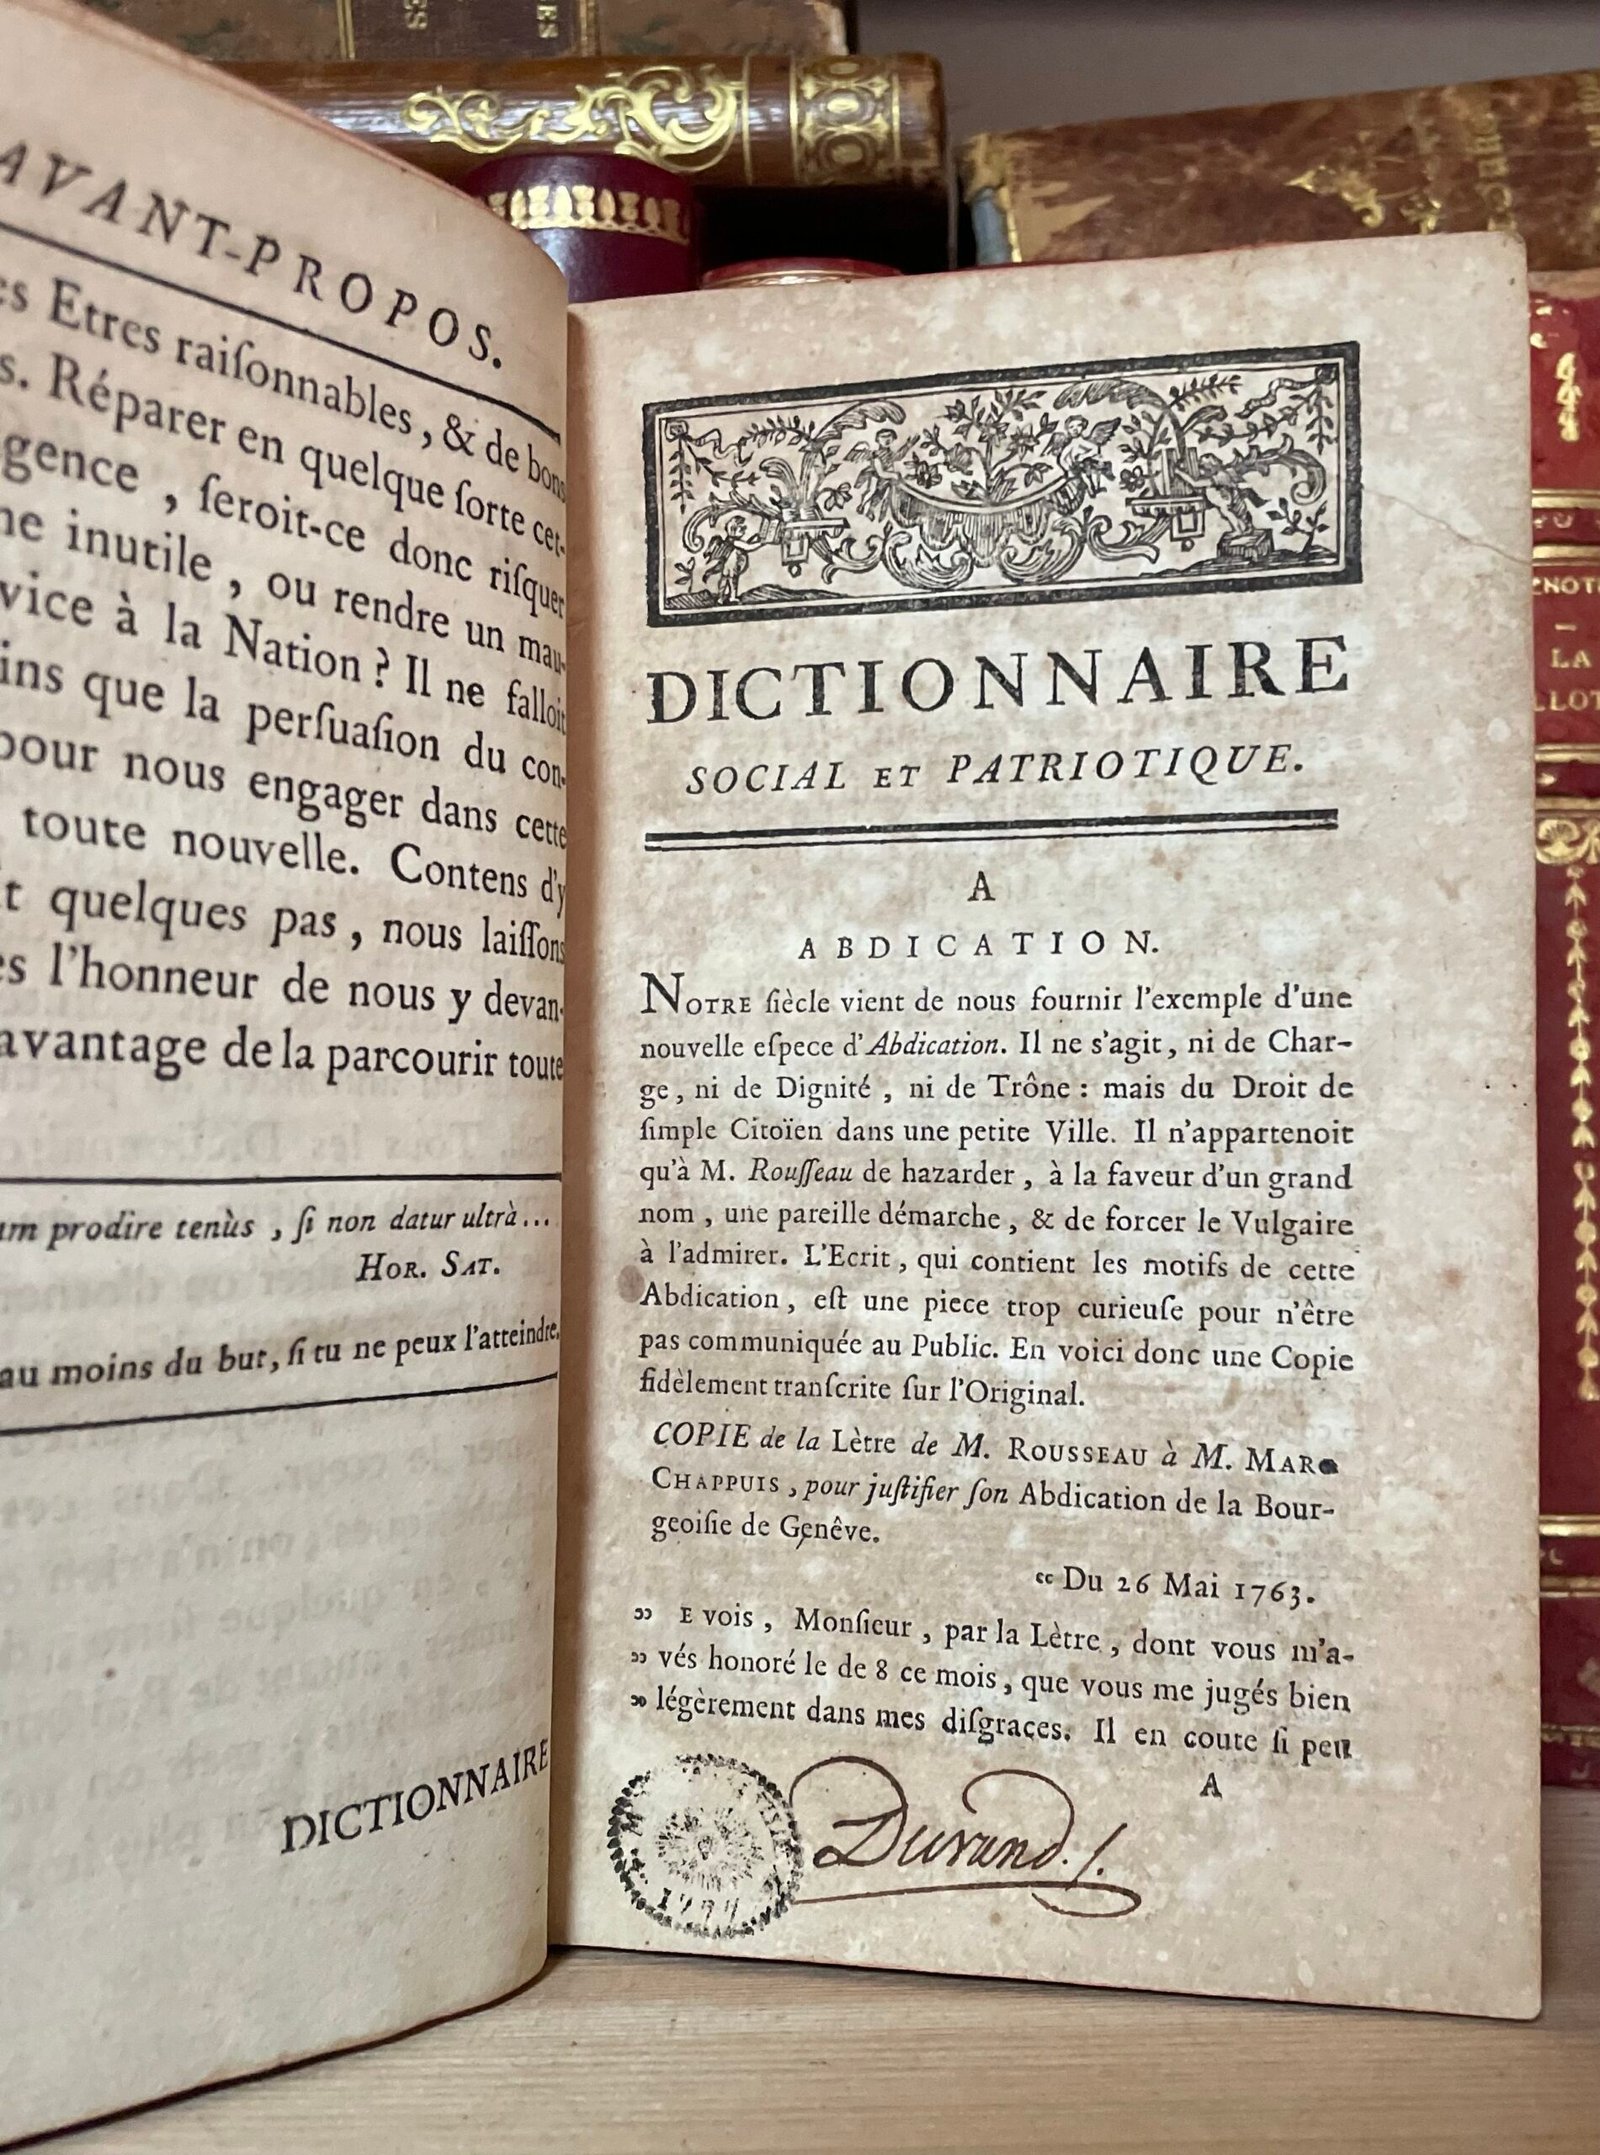 AVANT-PROPOS.
Etres raiſonnables, & de bons
s. Réparer en quelque ſorte cet-
gence, ſeroit-ce donc riſquer
ne inutile, ou rendre un mau-
vice à la Nation? Il ne falloit
ins que la perſuaſion du con-
pour nous engager dans cette
toute nouvelle. Contens d'y
t quelques pas, nous laiſſons
es l'honneur de nous y devan-
avantage de la parcourir toute
um prodire tenùs, ſi non datur ultrà...
HOR. SAT.
au moins du but, ſi tu ne peux l'atteindre.
DICTIONNAIRE
DICTIONNAIRE
SOCIAL ET PATRIOTIQUE.
A
ABDICATION.
NOTRE ſiècle vient de nous fournir l'exemple d'une
nouvelle eſpece d'Abdication. Il ne s'agit, ni de Char-
ge, ni de Dignité, ni de Trône: mais du Droit de
ſimple Citoïen dans une petite Ville. Il n'appartenoit
qu'à M. Rouſſeau de hazarder, à la faveur d'un grand
nom, une pareille démarche, & de forcer le Vulgaire
à l'admirer. L'Ecrit, qui contient les motifs de cette
Abdication, eſt une piece trop curieuſe pour n'être
pas communiquée au Public. En voici donc une Copie
fidèlement tranſcrite ſur l'Original.
COPIE de la Lètre de M. ROUSSEAU à M. MARC
CHAPPUIS, pour juſtifier ſon Abdication de la Bour-
geoiſie de Genêve.
“ Du 26 Mai 1763.
” E vois, Monſieur, par la Lètre, dont vous m'a-
” vés honoré le de 8 ce mois, que vous me jugés bien
” légèrement dans mes diſgraces. Il en coute ſi peu
A
Durand.
LA